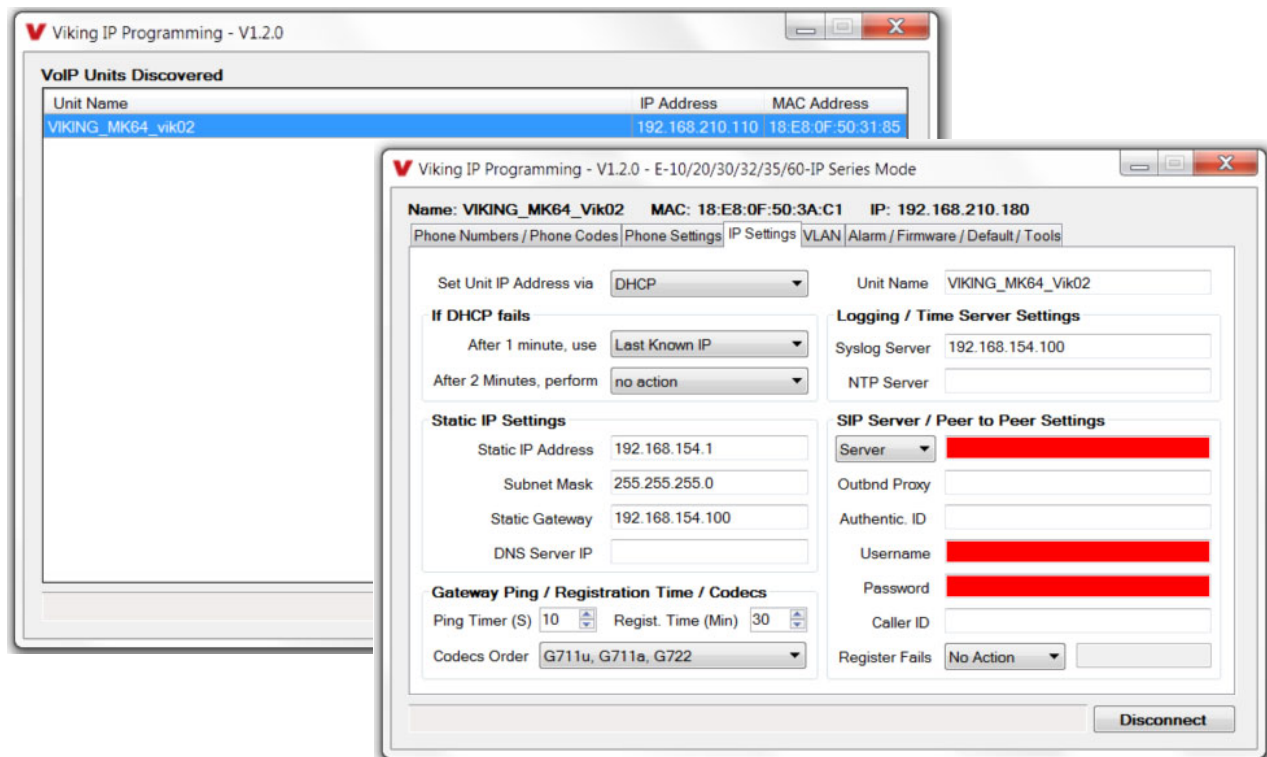 Viking IP Programming - V1.2.0
VoIP Units Discovered
Unit Name IP Address MAC Address
VIKING_MK64_vik02 192.168.210.110 18:E8:0F:50:31:85
Viking IP Programming - V1.2.0 - E-10/20/30/32/35/60-IP Series Mode
Name: VIKING_MK64_Vik02 MAC: 18:E8:0F:50:3A:C1 IP: 192.168.210.180
Phone Numbers / Phone Codes Phone Settings IP Settings VLAN Alarm / Firmware / Default / Tools
Set Unit IP Address via DHCP
If DHCP fails
After 1 minute, use Last Known IP
After 2 Minutes, perform no action
Static IP Settings
Static IP Address 192.168.154.1
Subnet Mask 255.255.255.0
Static Gateway 192.168.154.100
DNS Server IP
Gateway Ping / Registration Time / Codecs
Ping Timer (S) 10 Regist. Time (Min) 30
Codecs Order G711u, G711a, G722
Unit Name VIKING_MK64_Vik02
Logging / Time Server Settings
Syslog Server 192.168.154.100
NTP Server
SIP Server / Peer to Peer Settings
Server
Outbnd Proxy
Authentic. ID
Username
Password
Caller ID
Register Fails No Action
Disconnect